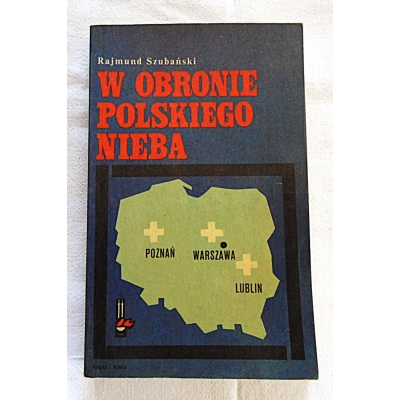 Rajmund Szubański
W OBRONIE
POLSKIEGO
NIEBA
POZNAŃ
WARSZAWA
LUBLIN